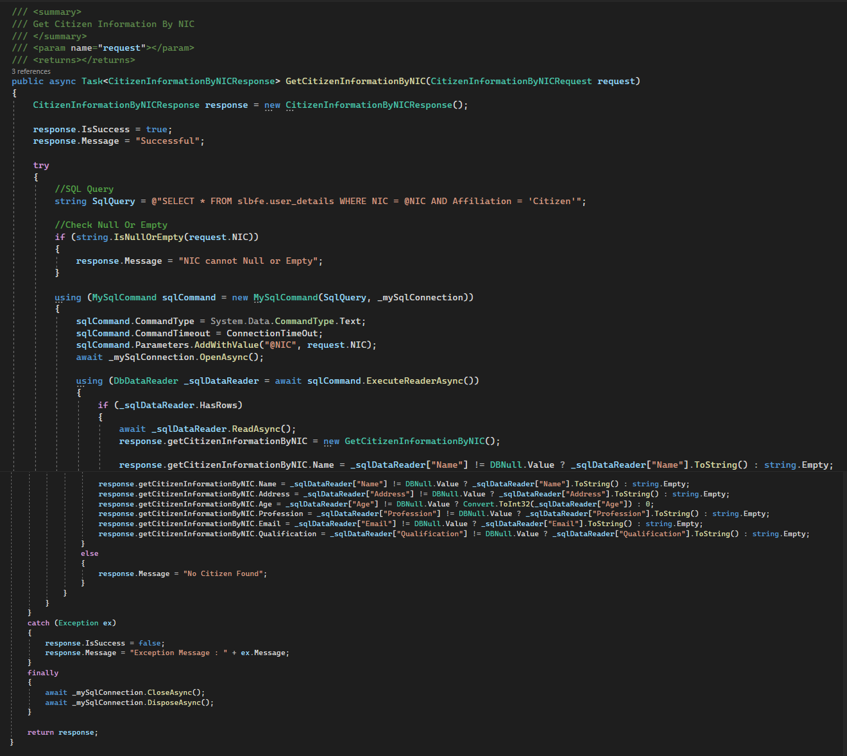 /// <summary>
/// Get Citizen Information By NIC
/// </summary>
/// <param name="request"></param>
/// <returns></returns>
3 references
public async Task<CitizenInformationByNICResponse> GetCitizenInformationByNIC(CitizenInformationByNICRequest request)
{
    CitizenInformationByNICResponse response = new CitizenInformationByNICResponse();

    response.IsSuccess = true;
    response.Message = "Successful";

    try
    {
        //SQL Query
        string SqlQuery = @"SELECT * FROM slbfe.user_details WHERE NIC = @NIC AND Affiliation = 'Citizen'";

        //Check Null Or Empty
        if (string.IsNullOrEmpty(request.NIC))
        {
            response.Message = "NIC cannot Null or Empty";
        }

        using (MySqlCommand sqlCommand = new MySqlCommand(SqlQuery, _mySqlConnection))
        {
            sqlCommand.CommandType = System.Data.CommandType.Text;
            sqlCommand.CommandTimeout = ConnectionTimeOut;
            sqlCommand.Parameters.AddWithValue("@NIC", request.NIC);
            await _mySqlConnection.OpenAsync();

            using (DbDataReader _sqlDataReader = await sqlCommand.ExecuteReaderAsync())
            {
                if (_sqlDataReader.HasRows)
                {
                    await _sqlDataReader.ReadAsync();
                    response.getCitizenInformationByNIC = new GetCitizenInformationByNIC();

                    response.getCitizenInformationByNIC.Name = _sqlDataReader["Name"] != DBNull.Value ? _sqlDataReader["Name"].ToString() : string.Empty;
                    response.getCitizenInformationByNIC.Name = _sqlDataReader["Name"] != DBNull.Value ? _sqlDataReader["Name"].ToString() : string.Empty;
                    response.getCitizenInformationByNIC.Address = _sqlDataReader["Address"] != DBNull.Value ? _sqlDataReader["Address"].ToString() : string.Empty;
                    response.getCitizenInformationByNIC.Age = _sqlDataReader["Age"] != DBNull.Value ? Convert.ToInt32(_sqlDataReader["Age"]) : 0;
                    response.getCitizenInformationByNIC.Profession = _sqlDataReader["Profession"] != DBNull.Value ? _sqlDataReader["Profession"].ToString() : string.Empty;
                    response.getCitizenInformationByNIC.Email = _sqlDataReader["Email"] != DBNull.Value ? _sqlDataReader["Email"].ToString() : string.Empty;
                    response.getCitizenInformationByNIC.Qualification = _sqlDataReader["Qualification"] != DBNull.Value ? _sqlDataReader["Qualification"].ToString() : string.Empty;
                }
                else
                {
                    response.Message = "No Citizen Found";
                }
            }
        }
    }
    catch (Exception ex)
    {
        response.IsSuccess = false;
        response.Message = "Exception Message : " + ex.Message;
    }
    finally
    {
        await _mySqlConnection.CloseAsync();
        await _mySqlConnection.DisposeAsync();
    }

    return response;
}